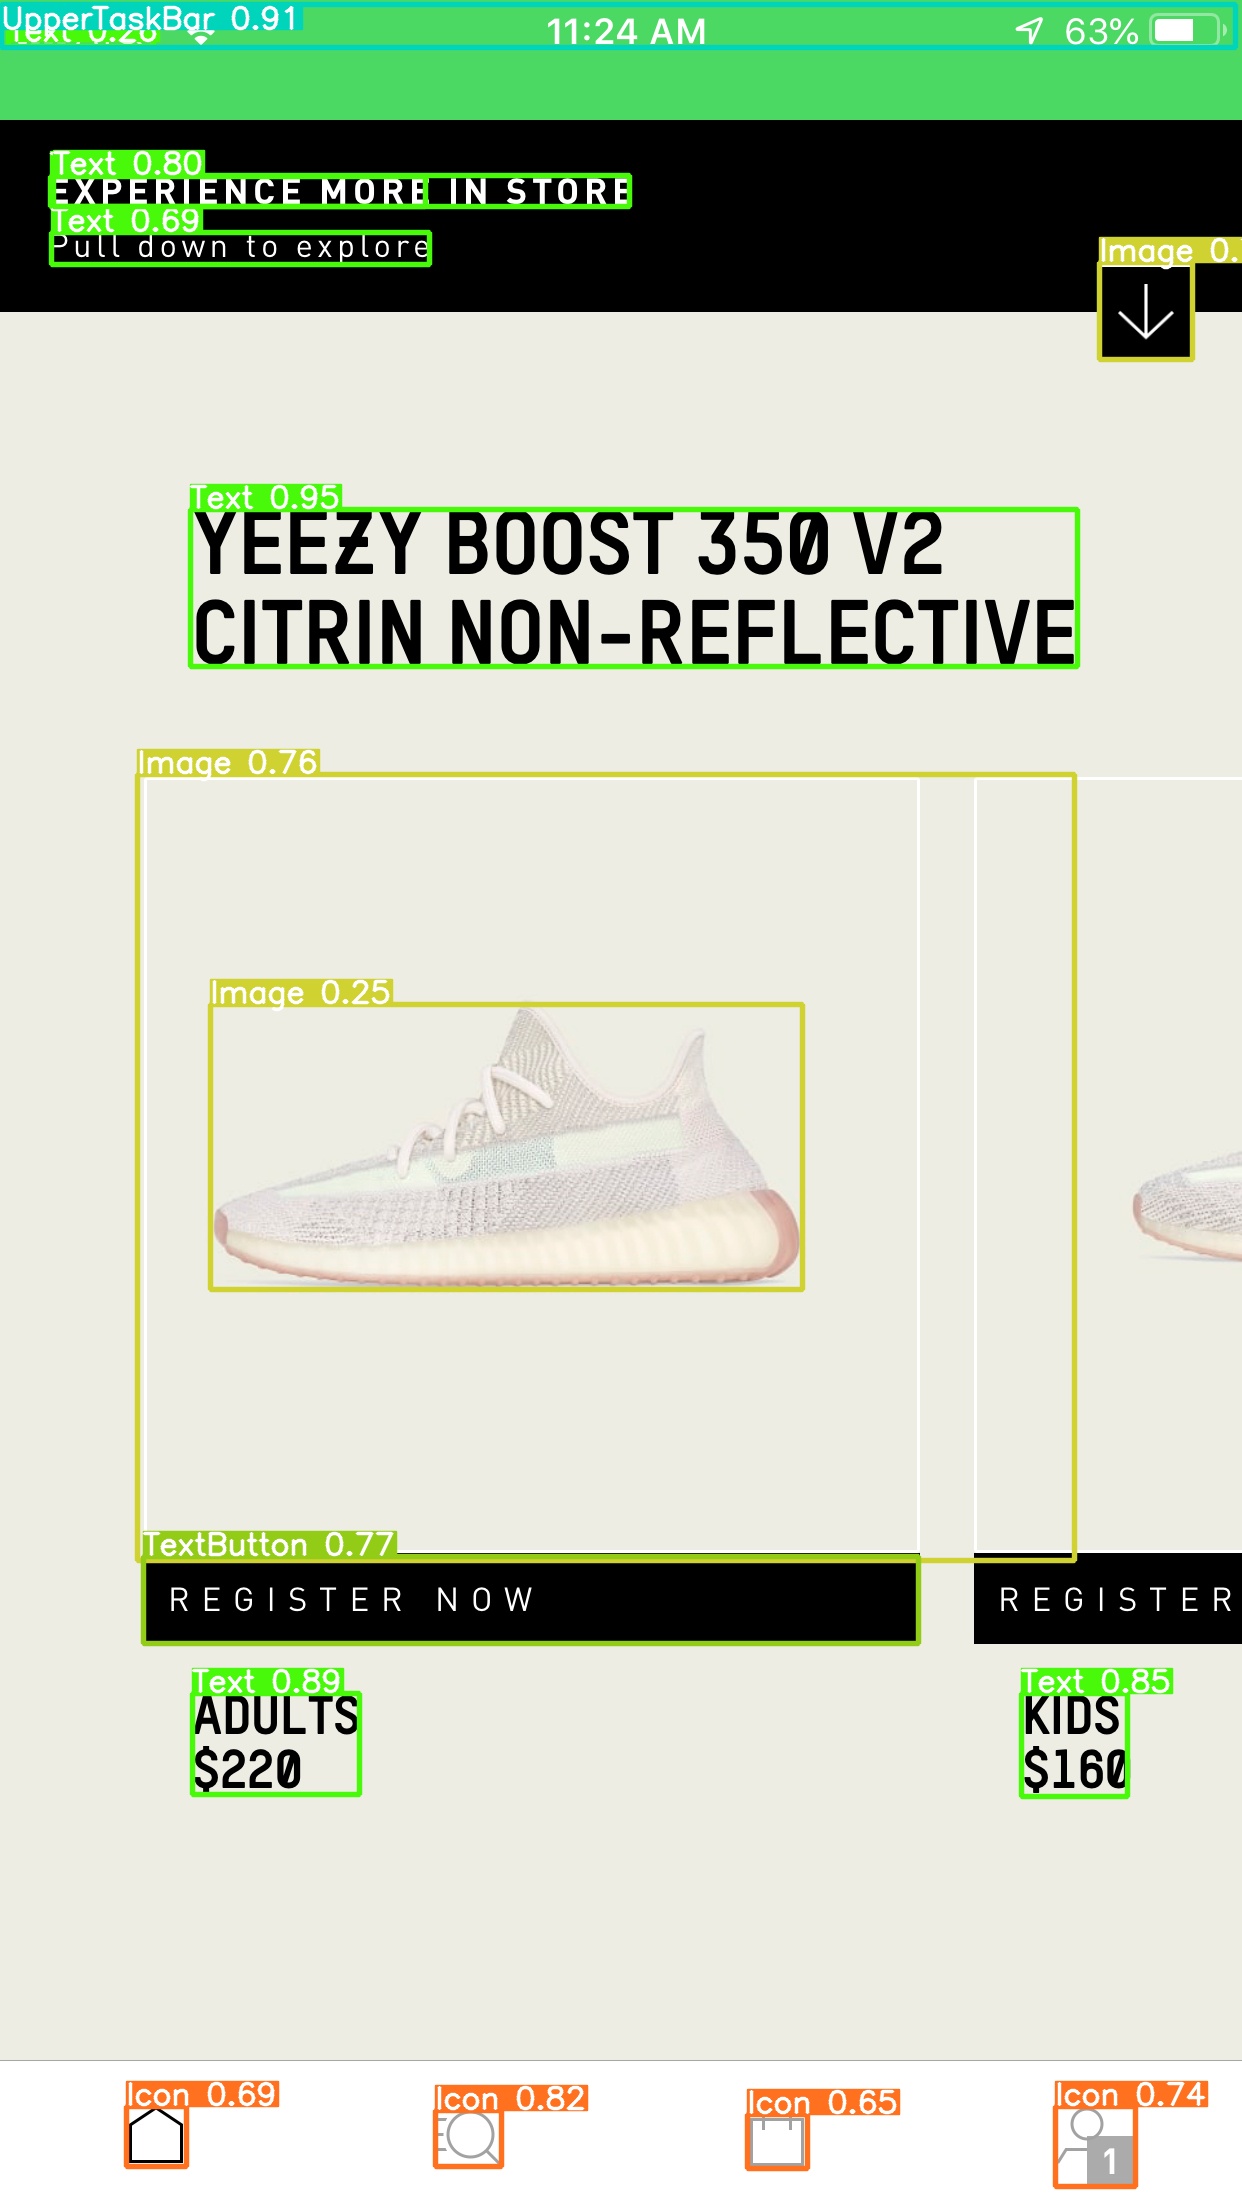 UpperTaskBar 0.91
Text 0.26
11:24 AM
63%
Text 0.80
EXPERIENCE MORE IN STORE
Text 0.69
Pull down to explore
Image 0.
Text 0.95
YEEZY BOOST 350 V2
CITRIN NON-REFLECTIVE
Image 0.76
Image 0.25
TextButton 0.77
REGISTER NOW
REGISTER
Text 0.89
ADULTS
$220
Text 0.85
KIDS
$160
Icon 0.69
Icon 0.82
Icon 0.65
Icon 0.74
1